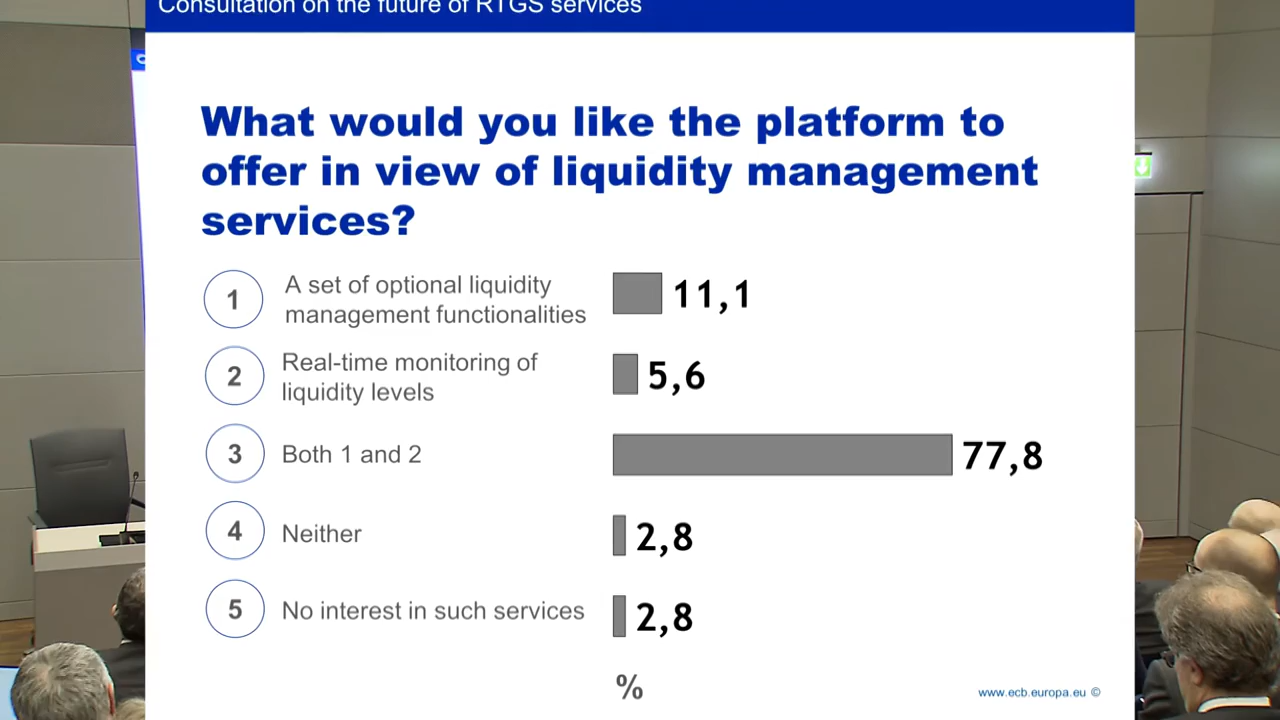 Consultation on the future of RTGS services
What would you like the platform to
offer in view of liquidity management
services?
1
A set of optional liquidity
management functionalities
11,1
2
Real-time monitoring of
liquidity levels
5,6
3
Both 1 and 2
77,8
4
Neither
2,8
5
No interest in such services
2,8
%
www.ecb.europa.eu ©